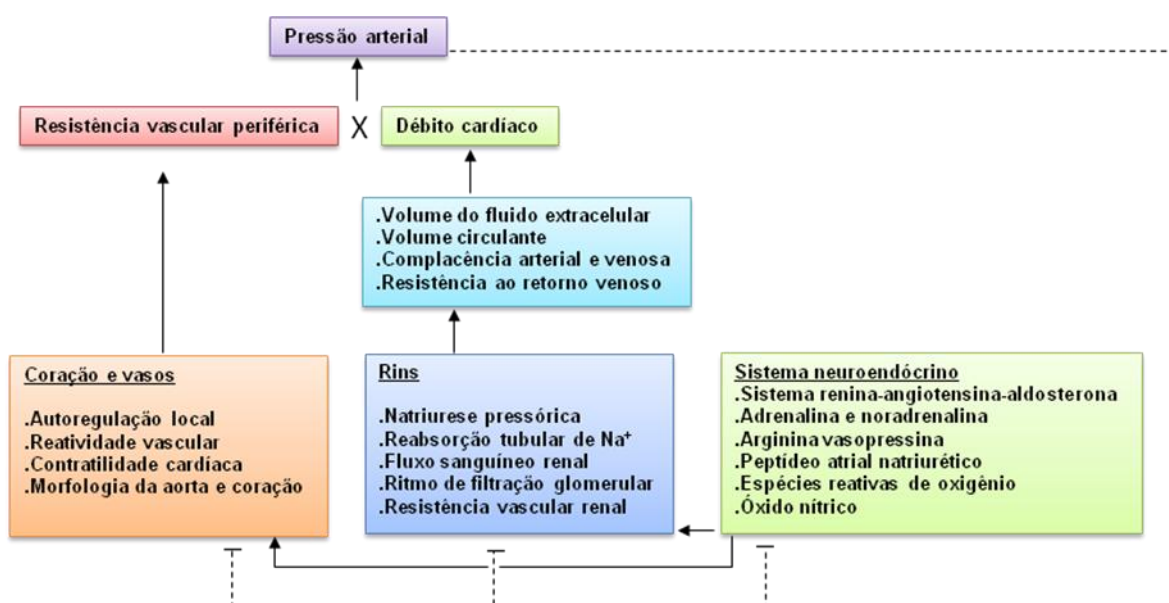 Pressão arterial
Resistência vascular periférica
X
Débito cardíaco
.Volume do fluido extracelular
.Volume circulante
.Complacência arterial e venosa
.Resistência ao retorno venoso
Coração e vasos
.Autoregulação local
.Reatividade vascular
.Contratilidade cardíaca
.Morfologia da aorta e coração
Rins
.Natriurese pressórica
.Reabsorção tubular de Na⁺
.Fluxo sanguíneo renal
.Ritmo de filtração glomerular
.Resistência vascular renal
Sistema neuroendócrino
.Sistema renina-angiotensina-aldosterona
.Adrenalina e noradrenalina
.Arginina vasopressina
.Peptídeo atrial natriurético
.Espécies reativas de oxigênio
.Óxido nítrico